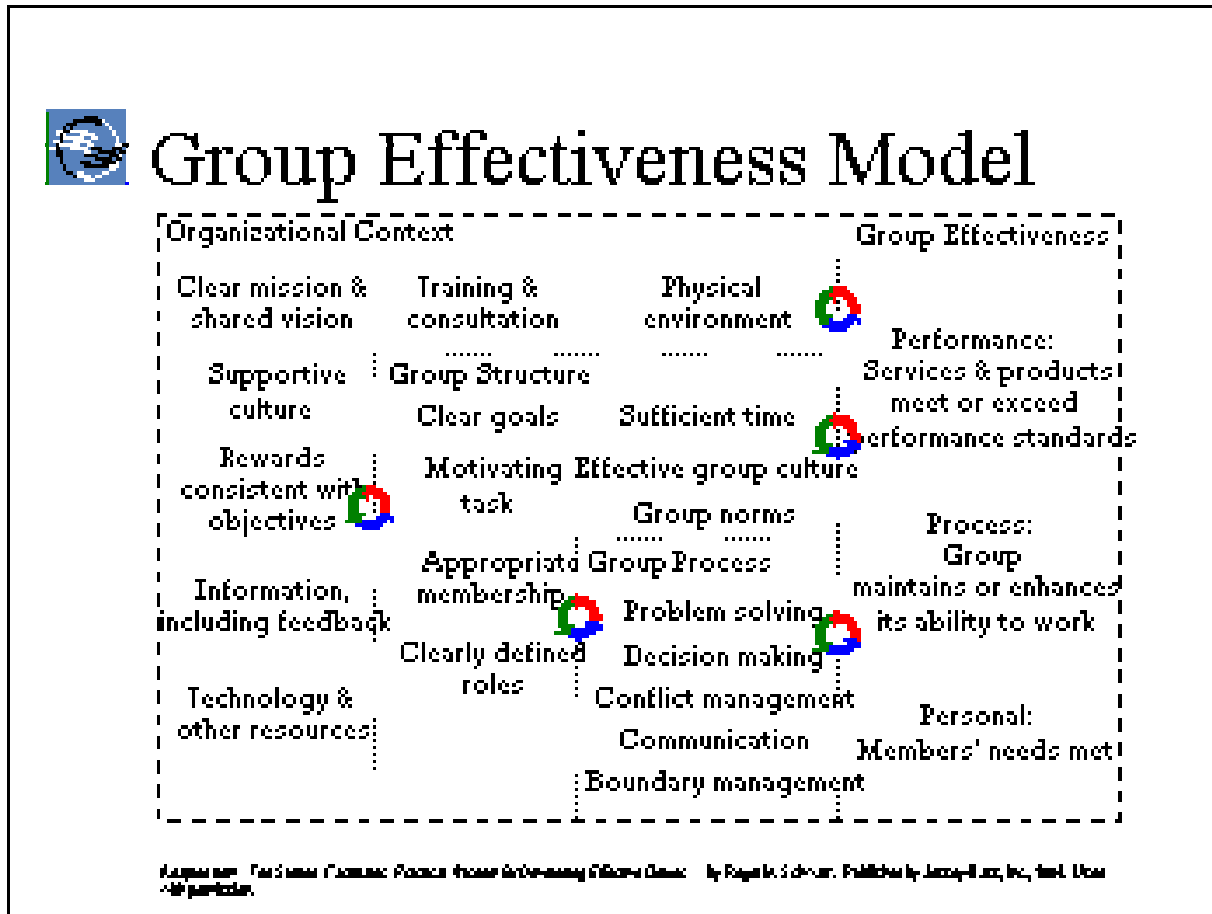 Group Effectiveness Model
Organizational Context
Clear mission &
shared vision
Supportive
culture
Rewards
consistent with
objectives
Information,
including feedback
Technology &
other resources
Training &
consultation
Physical
environment
Group Structure
Clear goals
Motivating
task
Appropriate
membership
Clearly defined
roles
Sufficient time
Effective group culture
Group norms
Group Process
Problem solving
Decision making
Conflict management
Communication
Boundary management
Group Effectiveness
Performance:
Services & products
meet or exceed
performance standards
Process:
Group
maintains or enhances
its ability to work
Personal:
Members' needs met